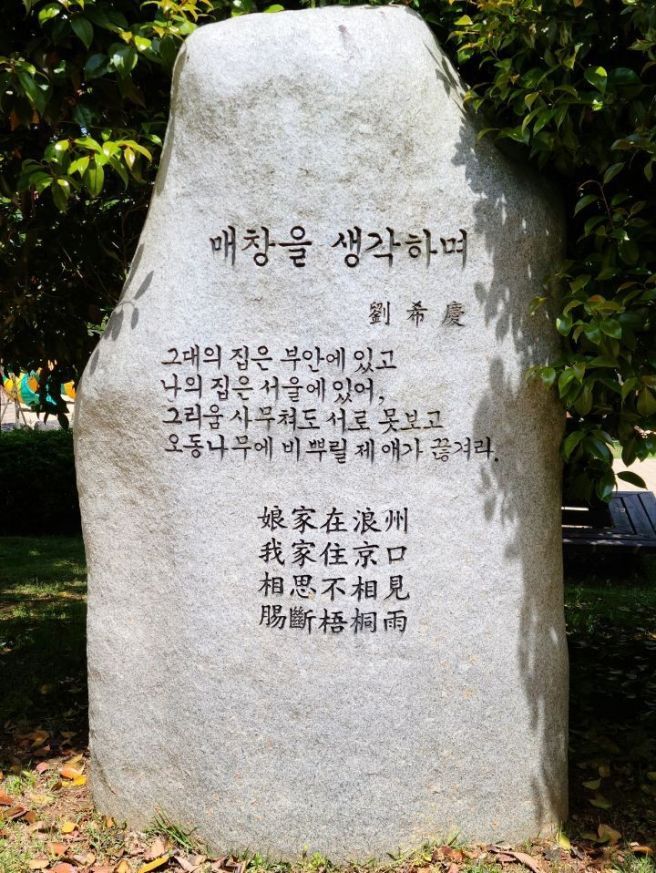 매창을 생각하며
劉希慶
그대의 집은 부안에 있고
나의 집은 서울에 있어,
그리움 사무쳐도 서로 못보고
오동나무에 비 뿌릴 제 애가 끊겨라.
娘家在浪州
我家住京口
相思不相見
腸斷梧桐雨